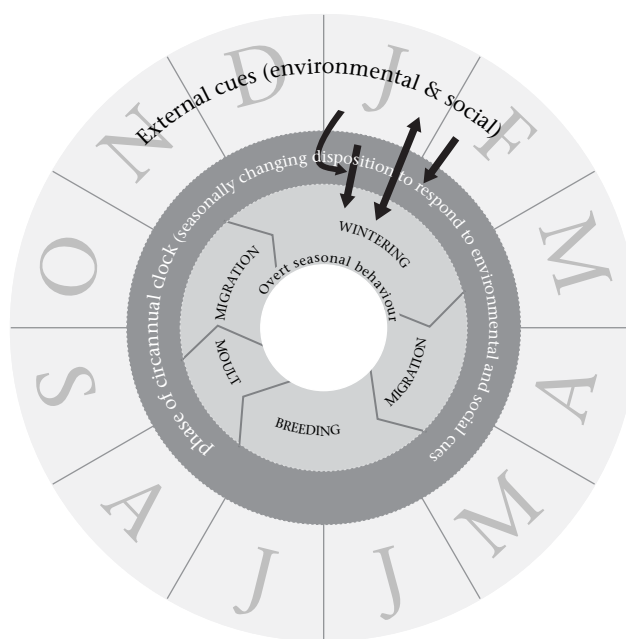 External cues (environmental & social)
J
F
M
A
M
J
J
A
S
O
N
D
phase of circannual clock (seasonally changing disposition to respond to environmental and social cues
WINTERING
MIGRATION
BREEDING
MOULT
MIGRATION
Overt seasonal behaviour